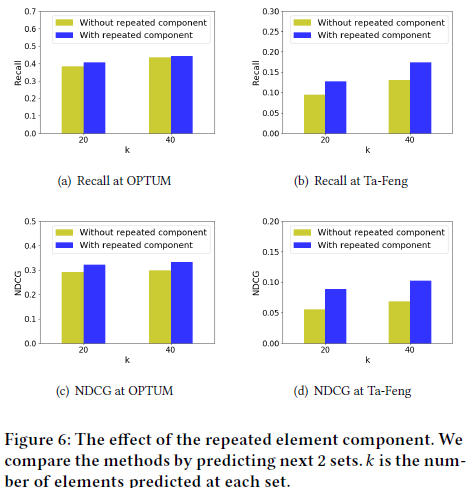 Without repeated component
With repeated component
Recall
0.7
0.6
0.5
0.4
0.3
0.2
0.1
0.0
20
40
k
(a) Recall at OPTUM
Without repeated component
With repeated component
Recall
0.30
0.25
0.20
0.15
0.10
0.05
0.00
20
40
k
(b) Recall at Ta-Feng
Without repeated component
With repeated component
NDCG
0.5
0.4
0.3
0.2
0.1
0.0
20
40
k
(c) NDCG at OPTUM
Without repeated component
With repeated component
NDCG
0.20
0.15
0.10
0.05
0.00
20
40
k
(d) NDCG at Ta-Feng
Figure 6: The effect of the repeated element component. We
compare the methods by predicting next 2 sets. k is the num-
ber of elements predicted at each set.